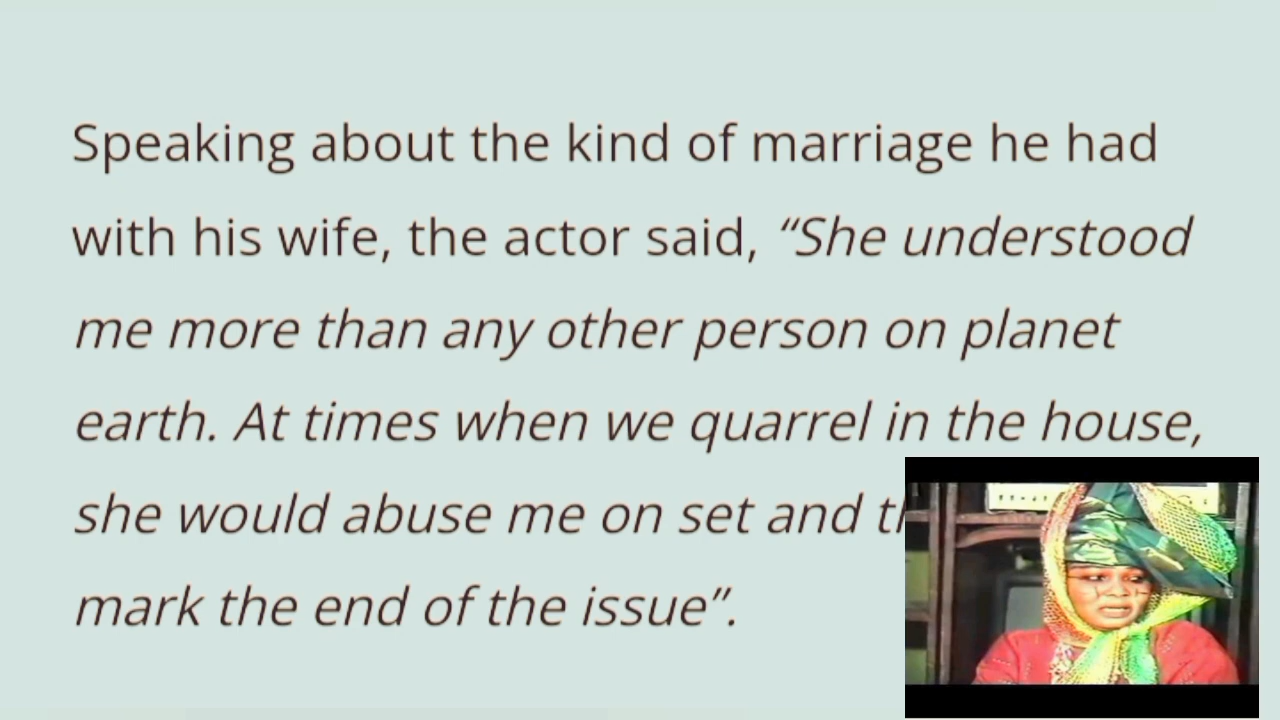 Speaking about the kind of marriage he had
with his wife, the actor said, “She understood
me more than any other person on planet
earth. At times when we quarrel in the house,
she would abuse me on set and
mark the end of the issue”.